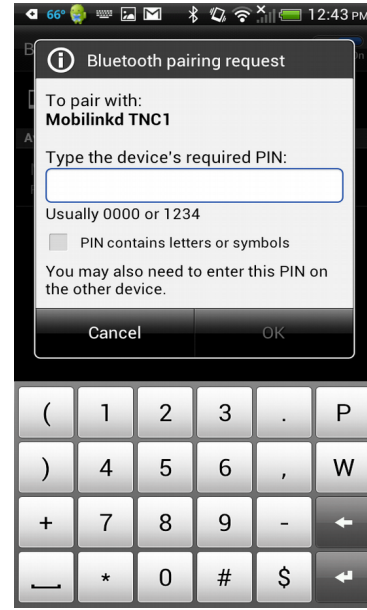 66° 12:43 PM
Bluetooth pairing request
To pair with:
Mobilinkd TNC1
Type the device's required PIN:
Usually 0000 or 1234
PIN contains letters or symbols
You may also need to enter this PIN on
the other device.
Cancel OK
( 1 2 3 . P
) 4 5 6 , W
+ 7 8 9 -
* 0 # $